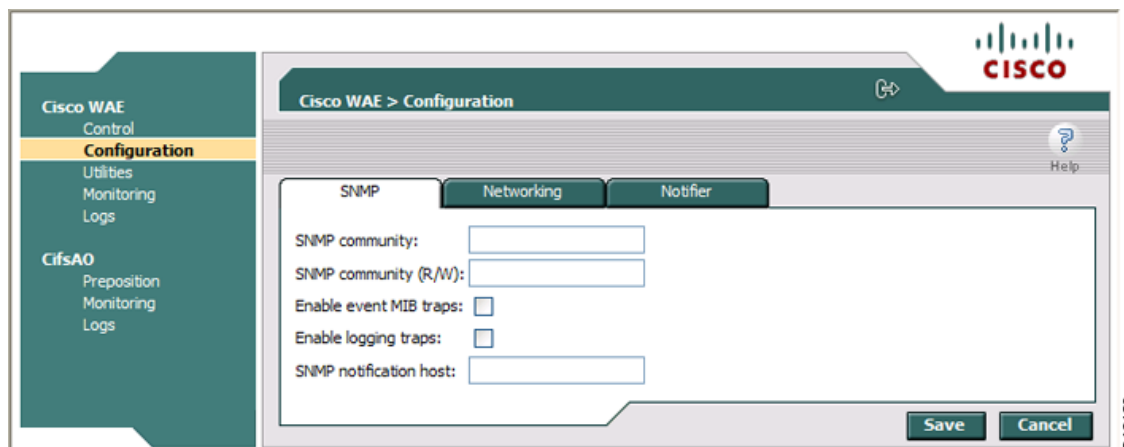 CISCO
Cisco WAE
Control
Configuration
Utilities
Monitoring
Logs
CifsAO
Preposition
Monitoring
Logs
Cisco WAE > Configuration
Help
SNMP
Networking
Notifier
SNMP community:
SNMP community (R/W):
Enable event MIB traps:
Enable logging traps:
SNMP notification host:
Save
Cancel